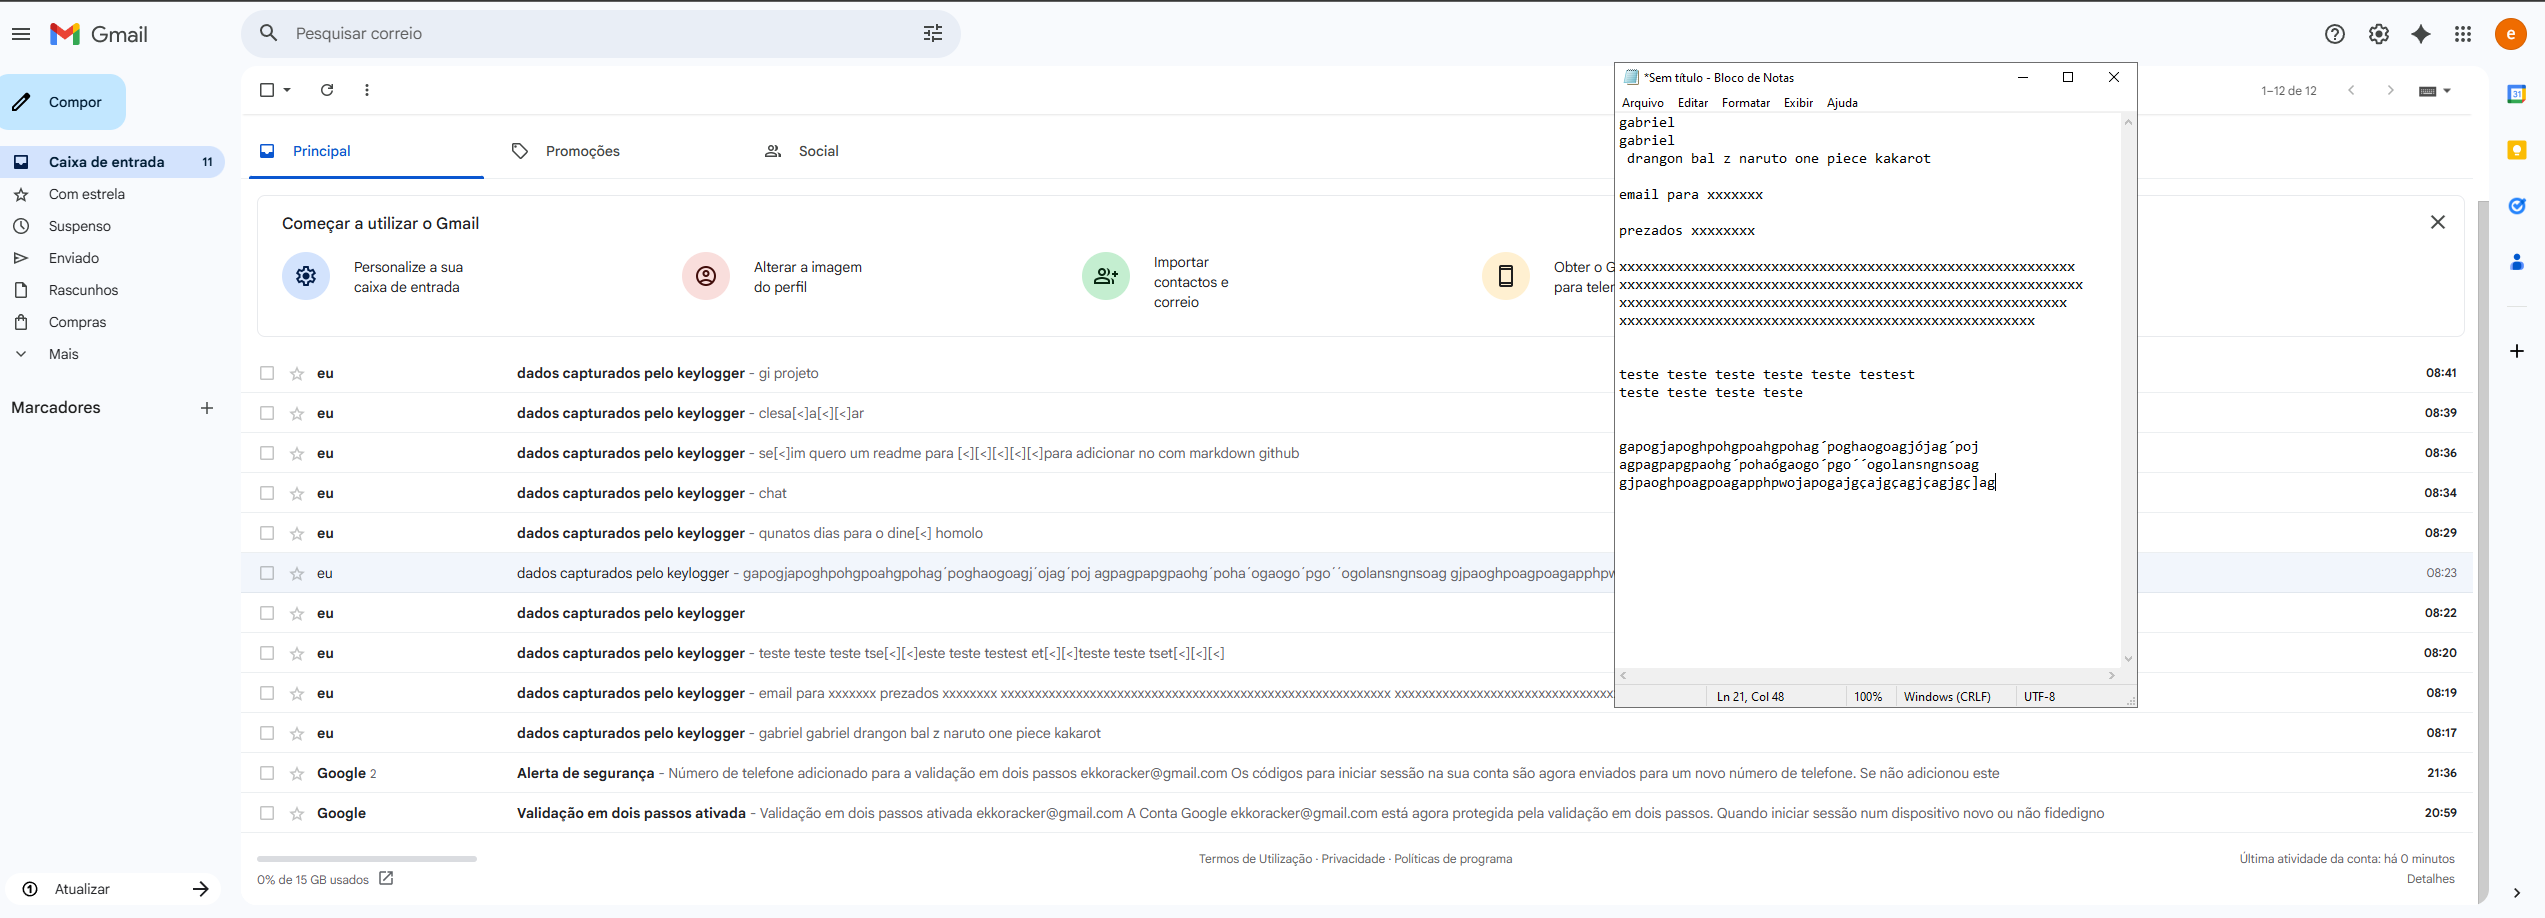 Gmail
Pesquisar correio
Compor
Caixa de entrada 11
Com estrela
Suspenso
Enviado
Rascunhos
Compras
Mais
Marcadores
Atualizar
1–12 de 12
Principal
Promoções
Social
Começar a utilizar o Gmail
Personalize a sua
caixa de entrada
Alterar a imagem
do perfil
Importar
contactos e
correio
Obter o G
para teler
eu dados capturados pelo keylogger - gi projeto 08:41
eu dados capturados pelo keylogger - clesa[<]a[<][<]ar 08:39
eu dados capturados pelo keylogger - se[<]im quero um readme para [<][<][<][<][<]para adicionar no com markdown github 08:36
eu dados capturados pelo keylogger - chat 08:34
eu dados capturados pelo keylogger - qunatos dias para o dine[<] homolo 08:29
eu dados capturados pelo keylogger - gapogjapoghpohgpoahgpohag´poghaogoagj´ojag´poj agpagpapgpaohg´poha´ogaogo´pgo´´ogolansngnsoag gjpaoghpoagpoagapphpw 08:23
eu dados capturados pelo keylogger 08:22
eu dados capturados pelo keylogger - teste teste teste tse[<][<]este teste testest et[<][<]teste teste tset[<][<][<] 08:20
eu dados capturados pelo keylogger - email para xxxxxxx prezados xxxxxxxx 08:19
eu dados capturados pelo keylogger - gabriel gabriel drangon bal z naruto one piece kakarot 08:17
Google 2 Alerta de segurança - Número de telefone adicionado para a validação em dois passos ekkoracker@gmail.com Os códigos para iniciar sessão na sua conta são agora enviados para um novo número de telefone. Se não adicionou este 21:36
Google Validação em dois passos ativada - Validação em dois passos ativada ekkoracker@gmail.com A Conta Google ekkoracker@gmail.com está agora protegida pela validação em dois passos. Quando iniciar sessão num dispositivo novo ou não fidedigno 20:59
0% de 15 GB usados
Termos de Utilização · Privacidade · Políticas de programa
Última atividade da conta: há 0 minutos
Detalhes
e
31
*Sem título - Bloco de Notas
Arquivo Editar Formatar Exibir Ajuda
gabriel
gabriel
drangon bal z naruto one piece kakarot
email para xxxxxxx
prezados xxxxxxxx
xxxxxxxxxxxxxxxxxxxxxxxxxxxxxxxxxxxxxxxxxxxxxxxxxxxxxxxxx
xxxxxxxxxxxxxxxxxxxxxxxxxxxxxxxxxxxxxxxxxxxxxxxxxxxxxxxxxx
xxxxxxxxxxxxxxxxxxxxxxxxxxxxxxxxxxxxxxxxxxxxxxxxxxxxxxxx
xxxxxxxxxxxxxxxxxxxxxxxxxxxxxxxxxxxxxxxxxxxxxxxxxxxx
teste teste teste teste teste testest
teste teste teste teste
gapogjapoghpohgpoahgpohag´poghaogoagjójag´poj
agpagpapgpaohg´pohaógaogo´pgo´´ogolansngnsoag
gjpaoghpoagpoagapphpwojapogajgçajgçagjçagjgç]ag
Ln 21, Col 48
100%
Windows (CRLF)
UTF-8